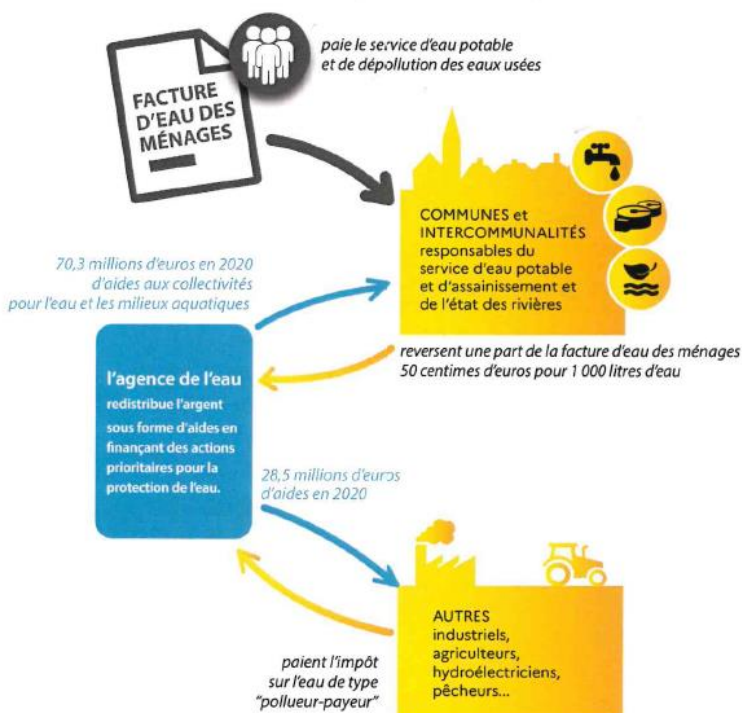 paie le service d'eau potable
et de dépollution des eaux usées
FACTURE
D'EAU DES
MÉNAGES
COMMUNES et
INTERCOMMUNALITÉS
responsables du
service d'eau potable
et d'assainissement et
de l'état des rivières
70,3 millions d'euros en 2020
d'aides aux collectivités
pour l'eau et les milieux aquatiques
reversent une part de la facture d'eau des ménages
50 centimes d'euros pour 1 000 litres d'eau
l'agence de l'eau
redistribue l'argent
sous forme d'aides en
finançant des actions
prioritaires pour la
protection de l'eau.
28,5 millions d'euros
d'aides en 2020
AUTRES
industriels,
agriculteurs,
hydroélectriciens,
pêcheurs...
paient l'impôt
sur l'eau de type
"pollueur-payeur"